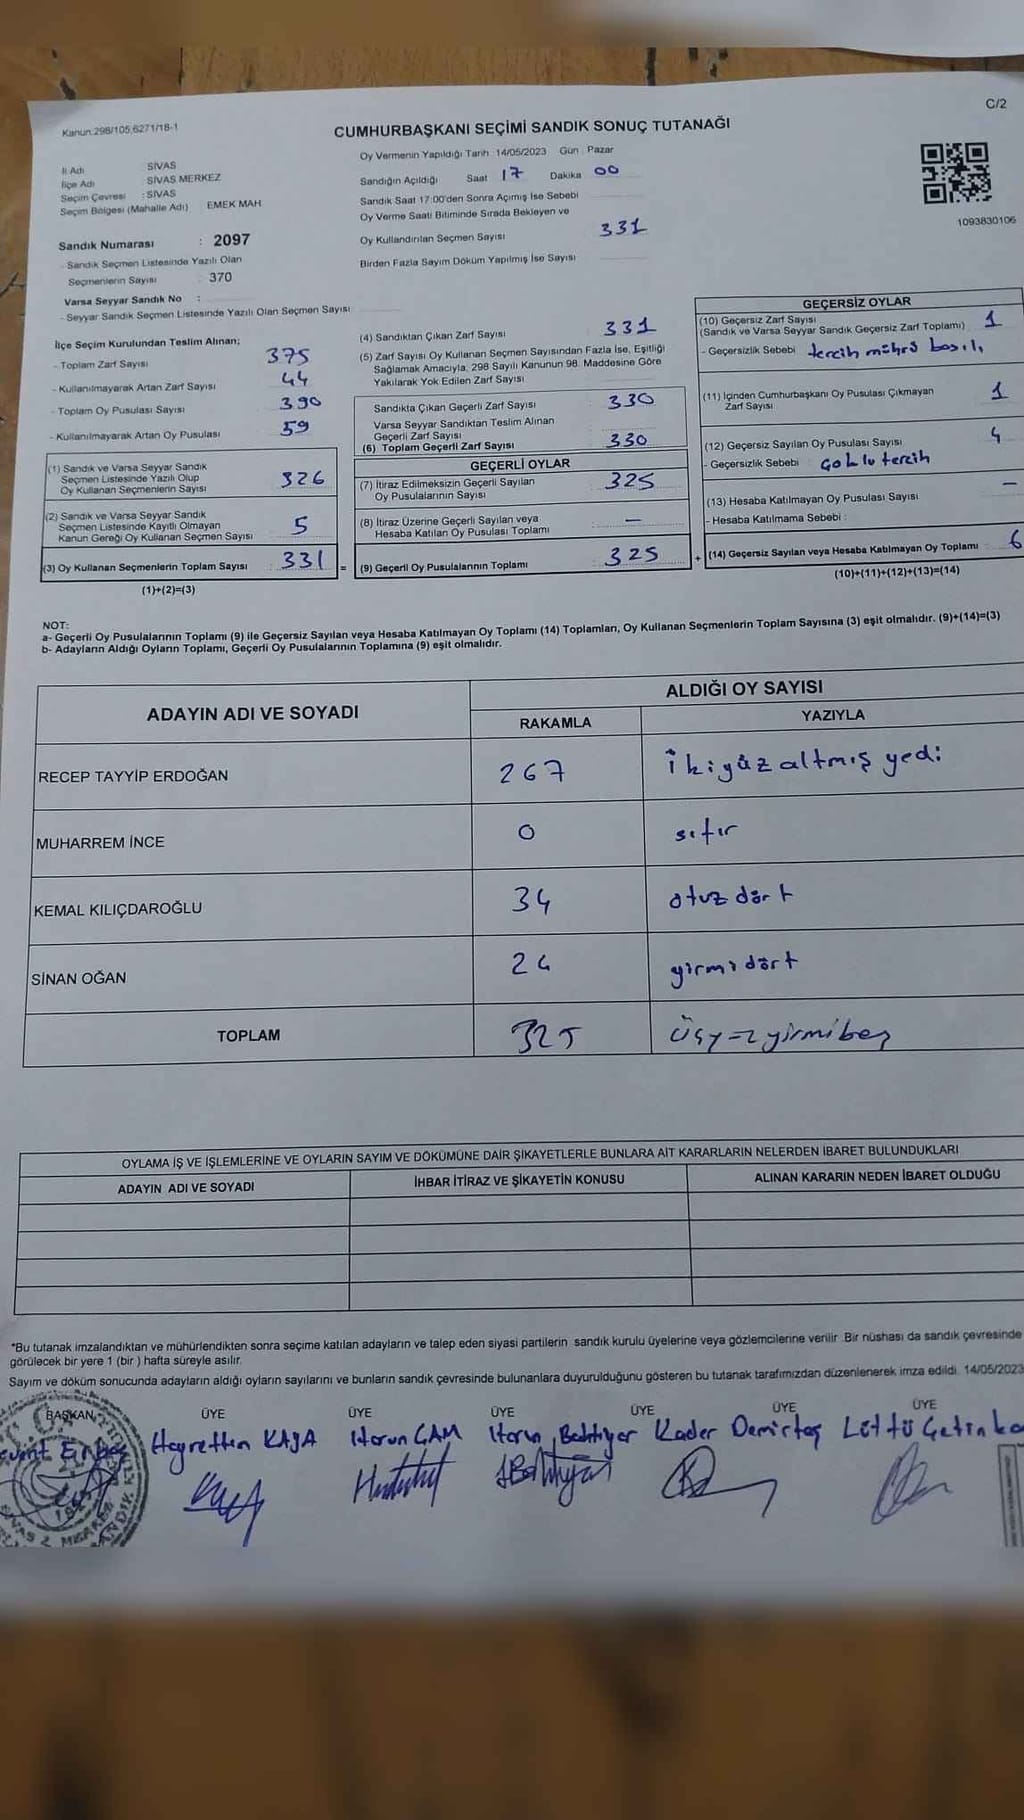 C/2
Kanun:298/105,6271/18-1
CUMHURBAŞKANI SEÇİMİ SANDIK SONUÇ TUTANAĞI
İl Adı SİVAS
İlçe Adı SİVAS MERKEZ
Seçim Çevresi : SİVAS
Seçim Bölgesi (Mahalle Adı) EMEK MAH
Sandık Numarası : 2097
- Sandık Seçmen Listesinde Yazılı Olan
Seçmenlerin Sayısı 370
Varsa Seyyar Sandık No :
- Seyyar Sandık Seçmen Listesinde Yazılı Olan Seçmen Sayısı
Oy Vermenin Yapıldığı Tarih 14/05/2023 Gün : Pazar
Sandığın Açıldığı Saat 17 Dakika 00
Sandık Saat 17:00'den Sonra Açımış İse Sebebi
Oy Verme Saati Bitiminde Sırada Bekleyen ve
Oy Kullandırılan Seçmen Sayısı 331
Birden Fazla Sayım Döküm Yapılmış İse Sayısı
1093830106
İlçe Seçim Kurulundan Teslim Alınan;
- Toplam Zarf Sayısı 375
- Kullanılmayarak Artan Zarf Sayısı 44
- Toplam Oy Pusulası Sayısı 390
- Kullanılmayarak Artan Oy Pusulası 59
(1) Sandık ve Varsa Seyyar Sandık
Seçmen Listesinde Yazılı Olup
Oy Kullanan Seçmenlerin Sayısı 326
(2) Sandık ve Varsa Seyyar Sandık
Seçmen Listesinde Kayıtlı Olmayan
Kanun Gereği Oy Kullanan Seçmen Sayısı 5
(3) Oy Kullanan Seçmenlerin Toplam Sayısı : 331 =
(1)+(2)=(3)
(4) Sandıktan Çıkan Zarf Sayısı 331
(5) Zarf Sayısı Oy Kullanan Seçmen Sayısından Fazla İse, Eşitliği
Sağlamak Amacıyla, 298 Sayılı Kanunun 98. Maddesine Göre
Yakılarak Yok Edilen Zarf Sayısı
Sandıkta Çıkan Geçerli Zarf Sayısı 330
Varsa Seyyar Sandıktan Teslim Alınan
Geçerli Zarf Sayısı
(6) Toplam Geçerli Zarf Sayısı 330
GEÇERLİ OYLAR
(7) İtiraz Edilmeksizin Geçerli Sayılan
Oy Pusulalarının Sayısı 325
(8) İtiraz Üzerine Geçerli Sayılan veya
Hesaba Katılan Oy Pusulası Toplamı : —
(9) Geçerli Oy Pusulalarının Toplamı 325 +
GEÇERSİZ OYLAR
(10) Geçersiz Zarf Sayısı
(Sandık ve Varsa Seyyar Sandık Geçersiz Zarf Toplamı) 1
- Geçersizlik Sebebi tercih mührü basılı
(11) İçinden Cumhurbaşkanı Oy Pusulası Çıkmayan
Zarf Sayısı 1
(12) Geçersiz Sayılan Oy Pusulası Sayısı 4
- Geçersizlik Sebebi : Çoklu tercih
(13) Hesaba Katılmayan Oy Pusulası Sayısı —
- Hesaba Katılmama Sebebi :
(14) Geçersiz Sayılan veya Hesaba Katılmayan Oy Toplamı : 6
(10)+(11)+(12)+(13)=(14)
NOT:
a- Geçerli Oy Pusulalarının Toplamı (9) ile Geçersiz Sayılan veya Hesaba Katılmayan Oy Toplamı (14) Toplamları, Oy Kullanan Seçmenlerin Toplam Sayısına (3) eşit olmalıdır. (9)+(14)=(3)
b- Adayların Aldığı Oyların Toplamı, Geçerli Oy Pusulalarının Toplamına (9) eşit olmalıdır.
ADAYIN ADI VE SOYADI
ALDIĞI OY SAYISI
RAKAMLA YAZIYLA
RECEP TAYYİP ERDOĞAN 267 İkiyüz altmış yedi
MUHARREM İNCE 0 sıfır
KEMAL KILIÇDAROĞLU 34 otuz dört
SİNAN OĞAN 24 yirmi dört
TOPLAM 325 Üçyüz yirmibeş
OYLAMA İŞ VE İŞLEMLERİNE VE OYLARIN SAYIM VE DÖKÜMÜNE DAİR ŞİKAYETLERLE BUNLARA AİT KARARLARIN NELERDEN İBARET BULUNDUKLARI
ADAYIN ADI VE SOYADI İHBAR İTİRAZ VE ŞİKAYETİN KONUSU ALINAN KARARIN NEDEN İBARET OLDUĞU
*Bu tutanak imzalandıktan ve mühürlendikten sonra seçime katılan adayların ve talep eden siyasi partilerin sandık kurulu üyelerine veya gözlemcilerine verilir. Bir nüshası da sandık çevresinde
görülecek bir yere 1 (bir ) hafta süreyle asılır.
Sayım ve döküm sonucunda adayların aldığı oyların sayılarını ve bunların sandık çevresinde bulunanlara duyurulduğunu gösteren bu tutanak tarafımızdan düzenlenerek imza edildi. 14/05/2023
BAŞKAN ÜYE ÜYE ÜYE ÜYE ÜYE ÜYE
Hayrettin KAYA Harun ÇAM Harun Bahtiyar Kader Demirtaş Lütfü Çetinka